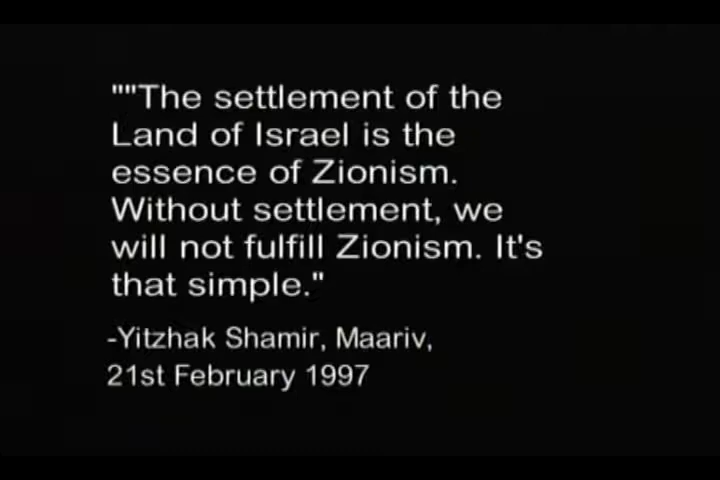 ""The settlement of the
Land of Israel is the
essence of Zionism.
Without settlement, we
will not fulfill Zionism. It's
that simple."
-Yitzhak Shamir, Maariv,
21st February 1997